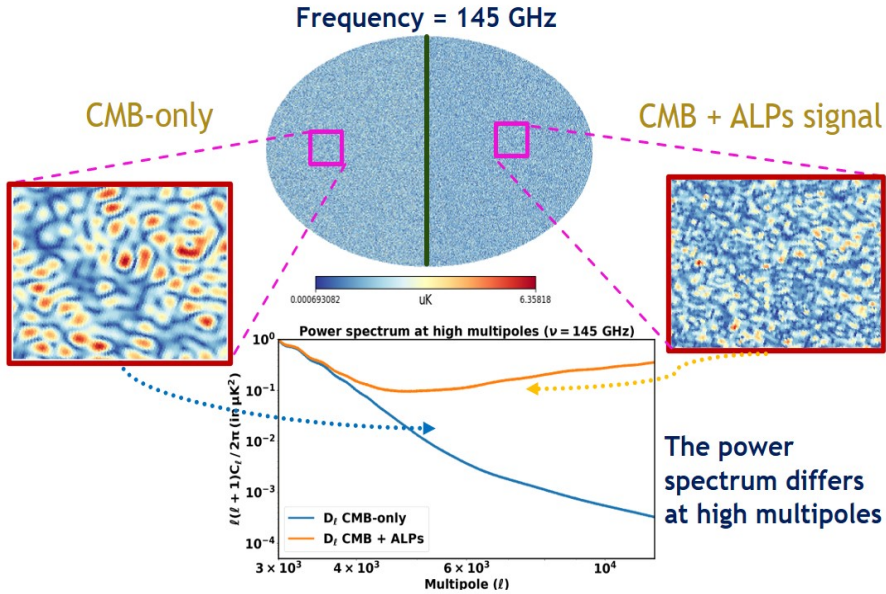 Frequency = 145 GHz
CMB-only
CMB + ALPs signal
0.000693082
uK
6.35818
Power spectrum at high multipoles (ν = 145 GHz)
ℓ(ℓ + 1)Cℓ / 2π (in μK²)
10⁰
10⁻¹
10⁻²
10⁻³
10⁻⁴
Dℓ CMB-only
Dℓ CMB + ALPs
3 × 10³
4 × 10³
6 × 10³
10⁴
Multipole (ℓ)
The power
spectrum differs
at high multipoles